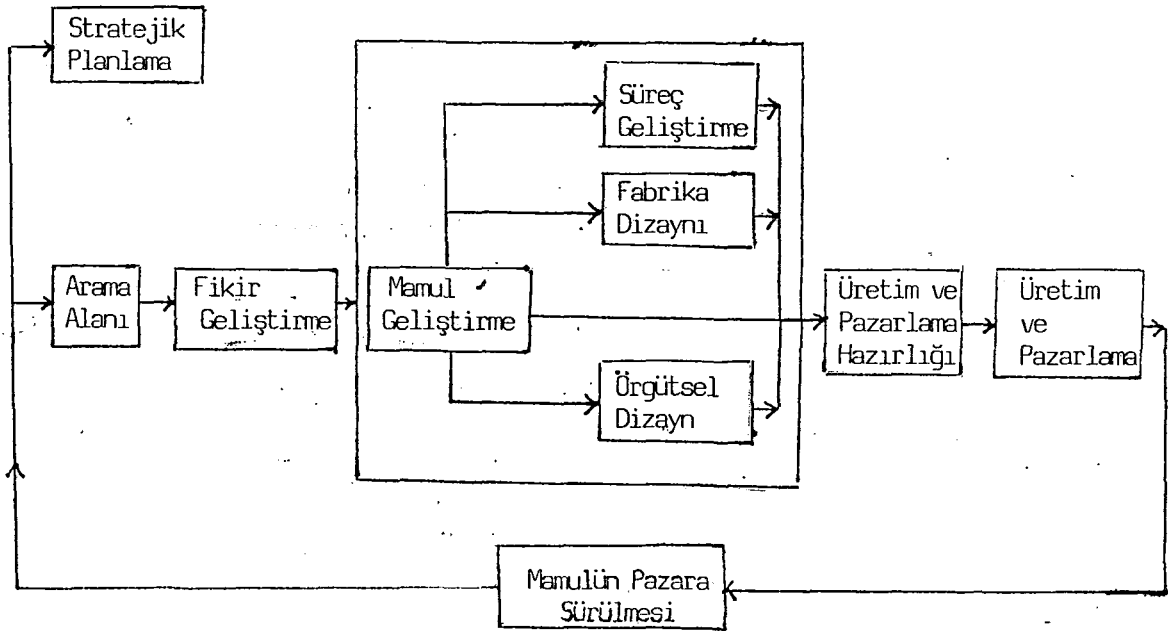 Stratejik
Planlama
Süreç
Geliştirme
Fabrika
Dizaynı
Arama
Alanı
Fikir
Geliştirme
Mamul
Geliştirme
Örgütsel
Dizayn
Üretim ve
Pazarlama
Hazırlığı
Üretim
ve
Pazarlama
Mamulün Pazara
Sürülmesi